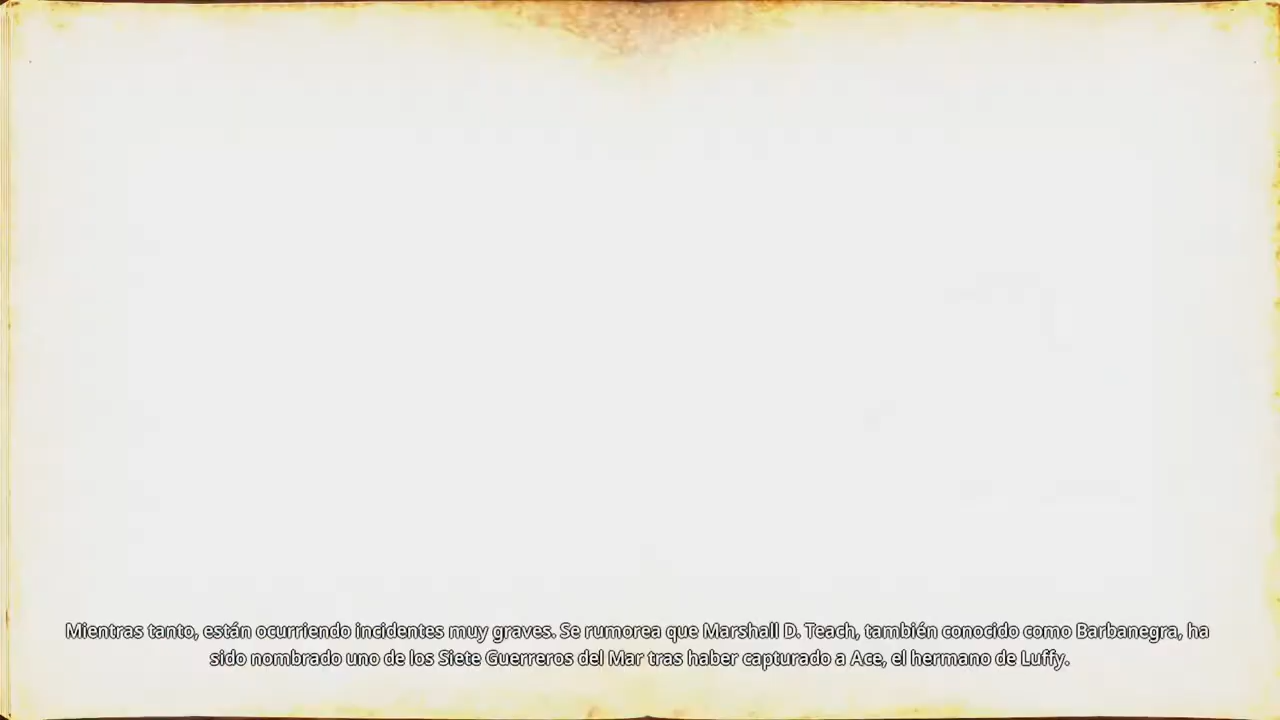 Mientras tanto, están ocurriendo incidentes muy graves. Se rumorea que Marshall D. Teach, también conocido como Barbanegra, ha
sido nombrado uno de los Siete Guerreros del Mar tras haber capturado a Ace, el hermano de Luffy.